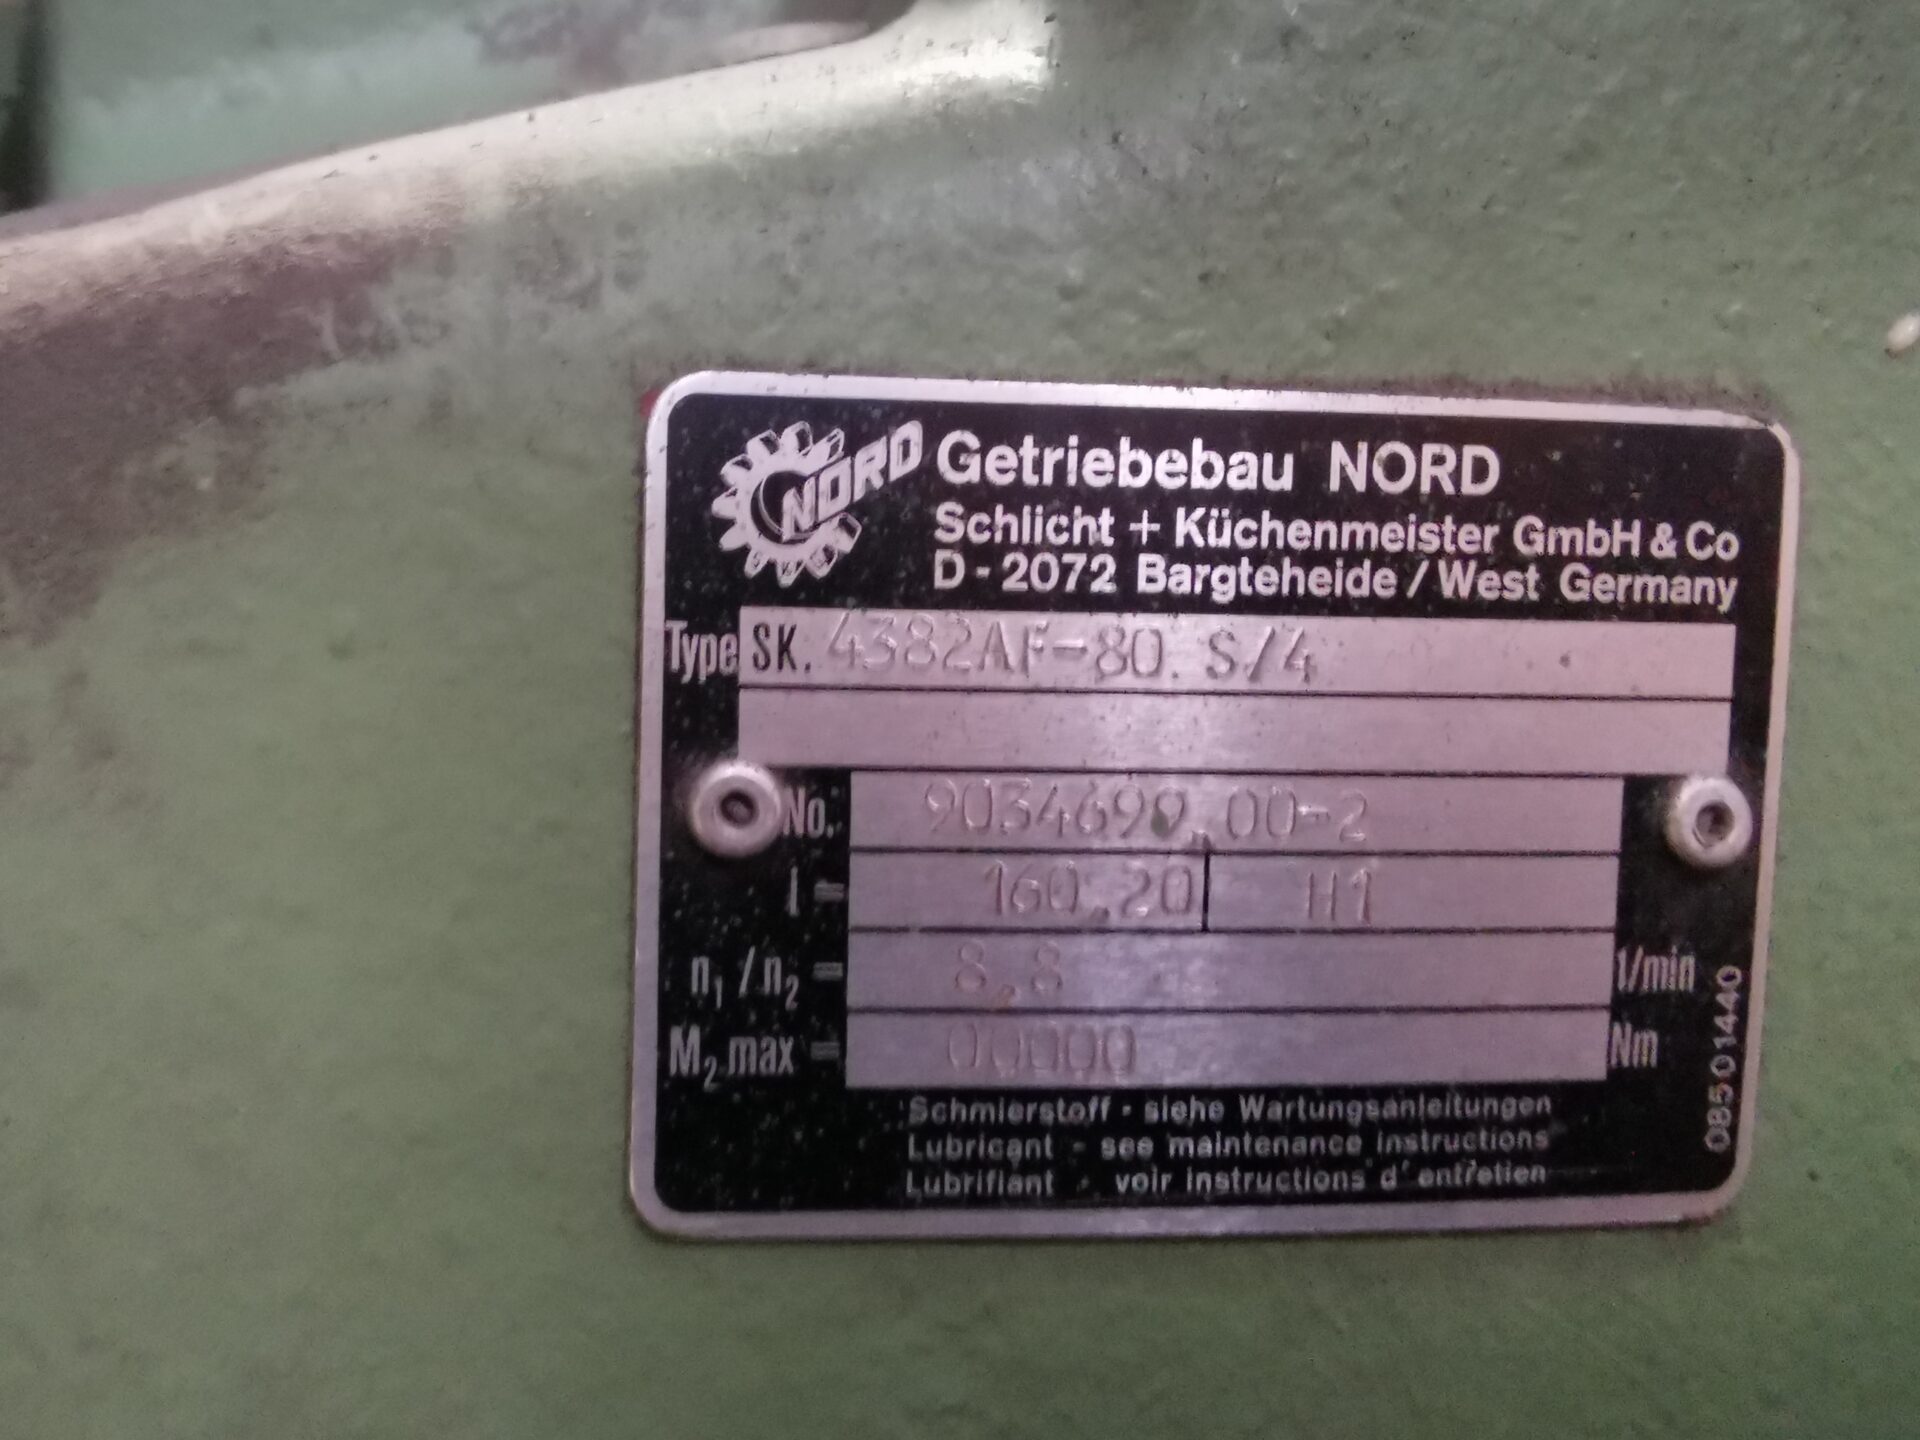 NORD
Getriebebau NORD
Schlicht + Küchenmeister GmbH & Co
D-2072 Bargteheide / West Germany
Type SK. 4382AF-80. S/4
No. 9034699.00-2
i = 160,20 H1
n1 / n2 = 8,8 1/min
M2 max = 00000 Nm
Schmierstoff - siehe Wartungsanleitungen
Lubricant - see maintenance instructions
Lubrifiant - voir instructions d' entretien
08501440